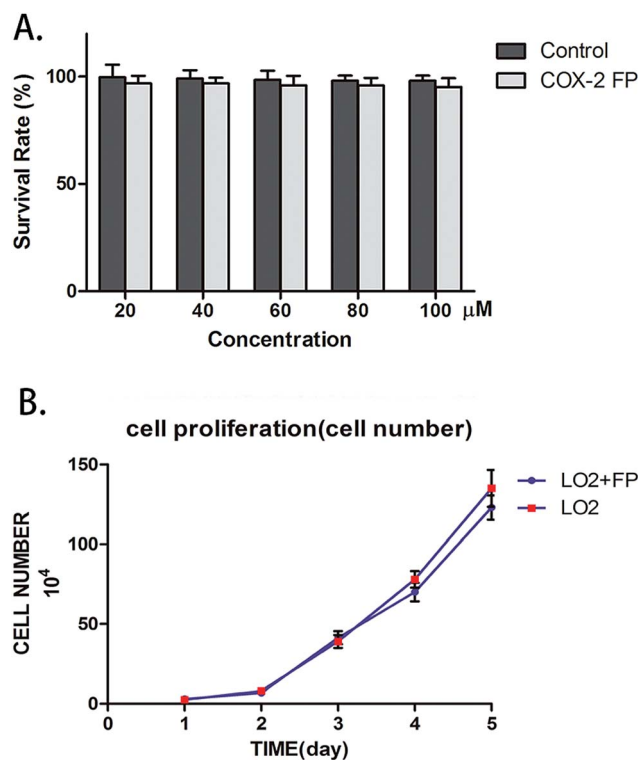 A.
Control
COX-2 FP
Survival Rate (%)
100
50
0
20 40 60 80 100 μM
Concentration
B.
cell proliferation(cell number)
LO2+FP
LO2
CELL NUMBER
10⁴
150
100
50
0
0 1 2 3 4 5
TIME(day)